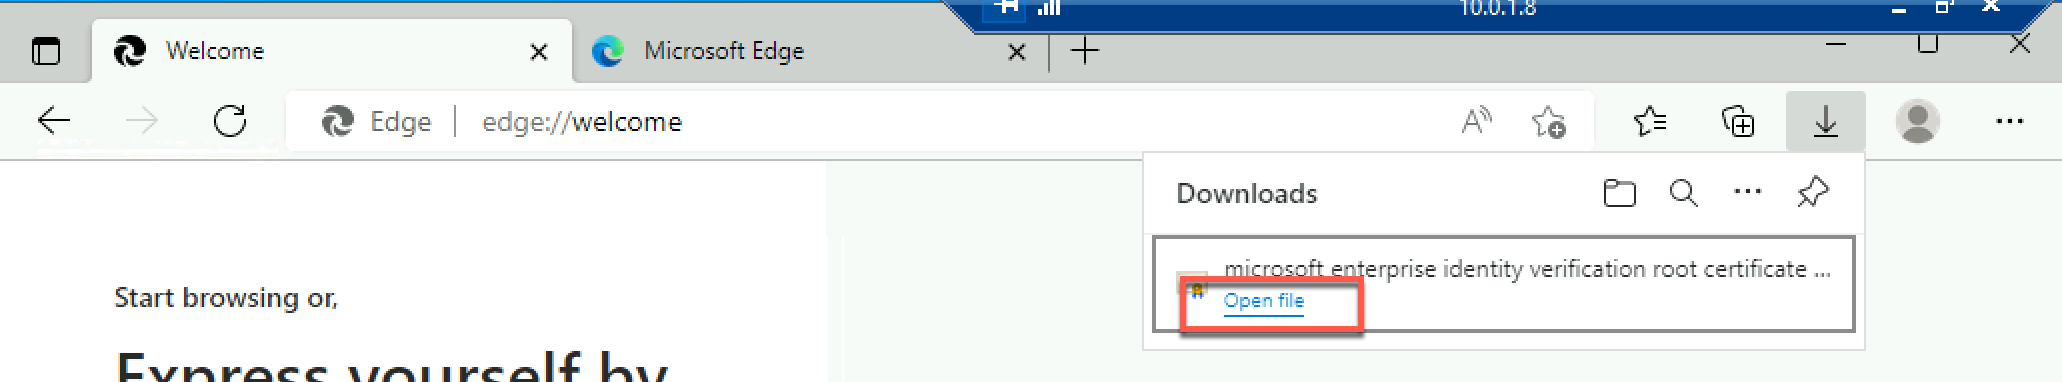 10.0.1.8
Welcome
Microsoft Edge
Edge
edge://welcome
Downloads
microsoft enterprise identity verification root certificate ...
Open file
Start browsing or,
Express yourself by